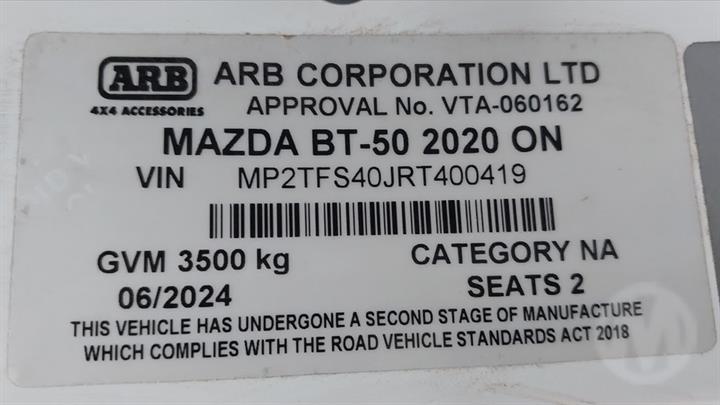 ARB
4X4 ACCESSORIES
ARB CORPORATION LTD
APPROVAL No. VTA-060162
MAZDA BT-50 2020 ON
VIN MP2TFS40JRT400419
GVM 3500 kg
CATEGORY NA
06/2024
SEATS 2
THIS VEHICLE HAS UNDERGONE A SECOND STAGE OF MANUFACTURE
WHICH COMPLIES WITH THE ROAD VEHICLE STANDARDS ACT 2018